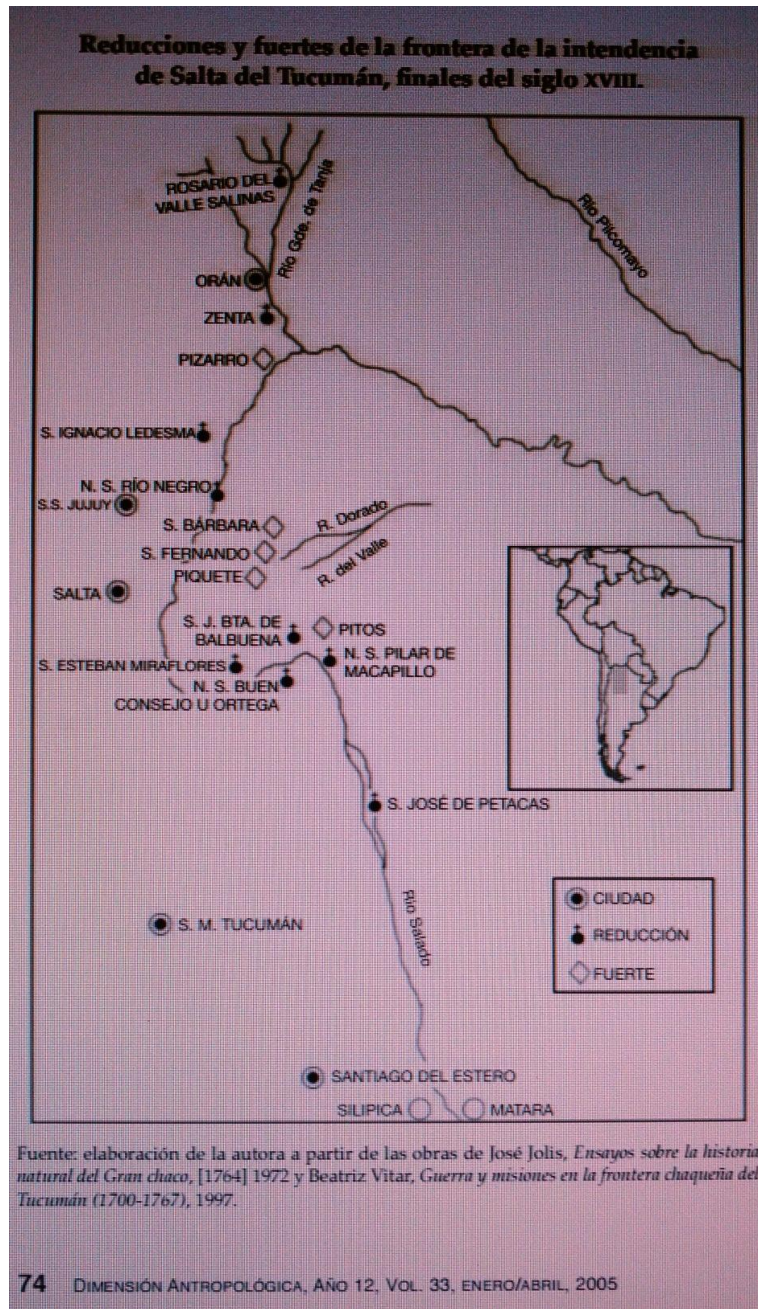 Reducciones y fuertes de la frontera de la intendencia
de Salta del Tucumán, finales del siglo XVIII.
ROSARIO DEL
VALLE SALINAS
Río Gde. de Tarija
Río Pilcomayo
ORÁN
ZENTA
PIZARRO
S. IGNACIO LEDESMA
N. S. RÍO NEGRO
S.S. JUJUY
S. BÁRBARA
R. Dorado
S. FERNANDO
R. del Valle
PIQUETE
SALTA
S. J. BTA. DE
BALBUENA
PITOS
N. S. PILAR DE
MACAPILLO
S. ESTEBAN MIRAFLORES
N. S. BUEN
CONSEJO U ORTEGA
S. JOSÉ DE PETACAS
Río Salado
S. M. TUCUMÁN
CIUDAD
REDUCCIÓN
FUERTE
SANTIAGO DEL ESTERO
SILIPICA
MATARA
Fuente: elaboración de la autora a partir de las obras de José Jolis, Ensayos sobre la historia
natural del Gran chaco, [1764] 1972 y Beatriz Vitar, Guerra y misiones en la frontera chaqueña del
Tucumán (1700-1767), 1997.
74 DIMENSIÓN ANTROPOLÓGICA, AÑO 12, VOL. 33, ENERO/ABRIL, 2005